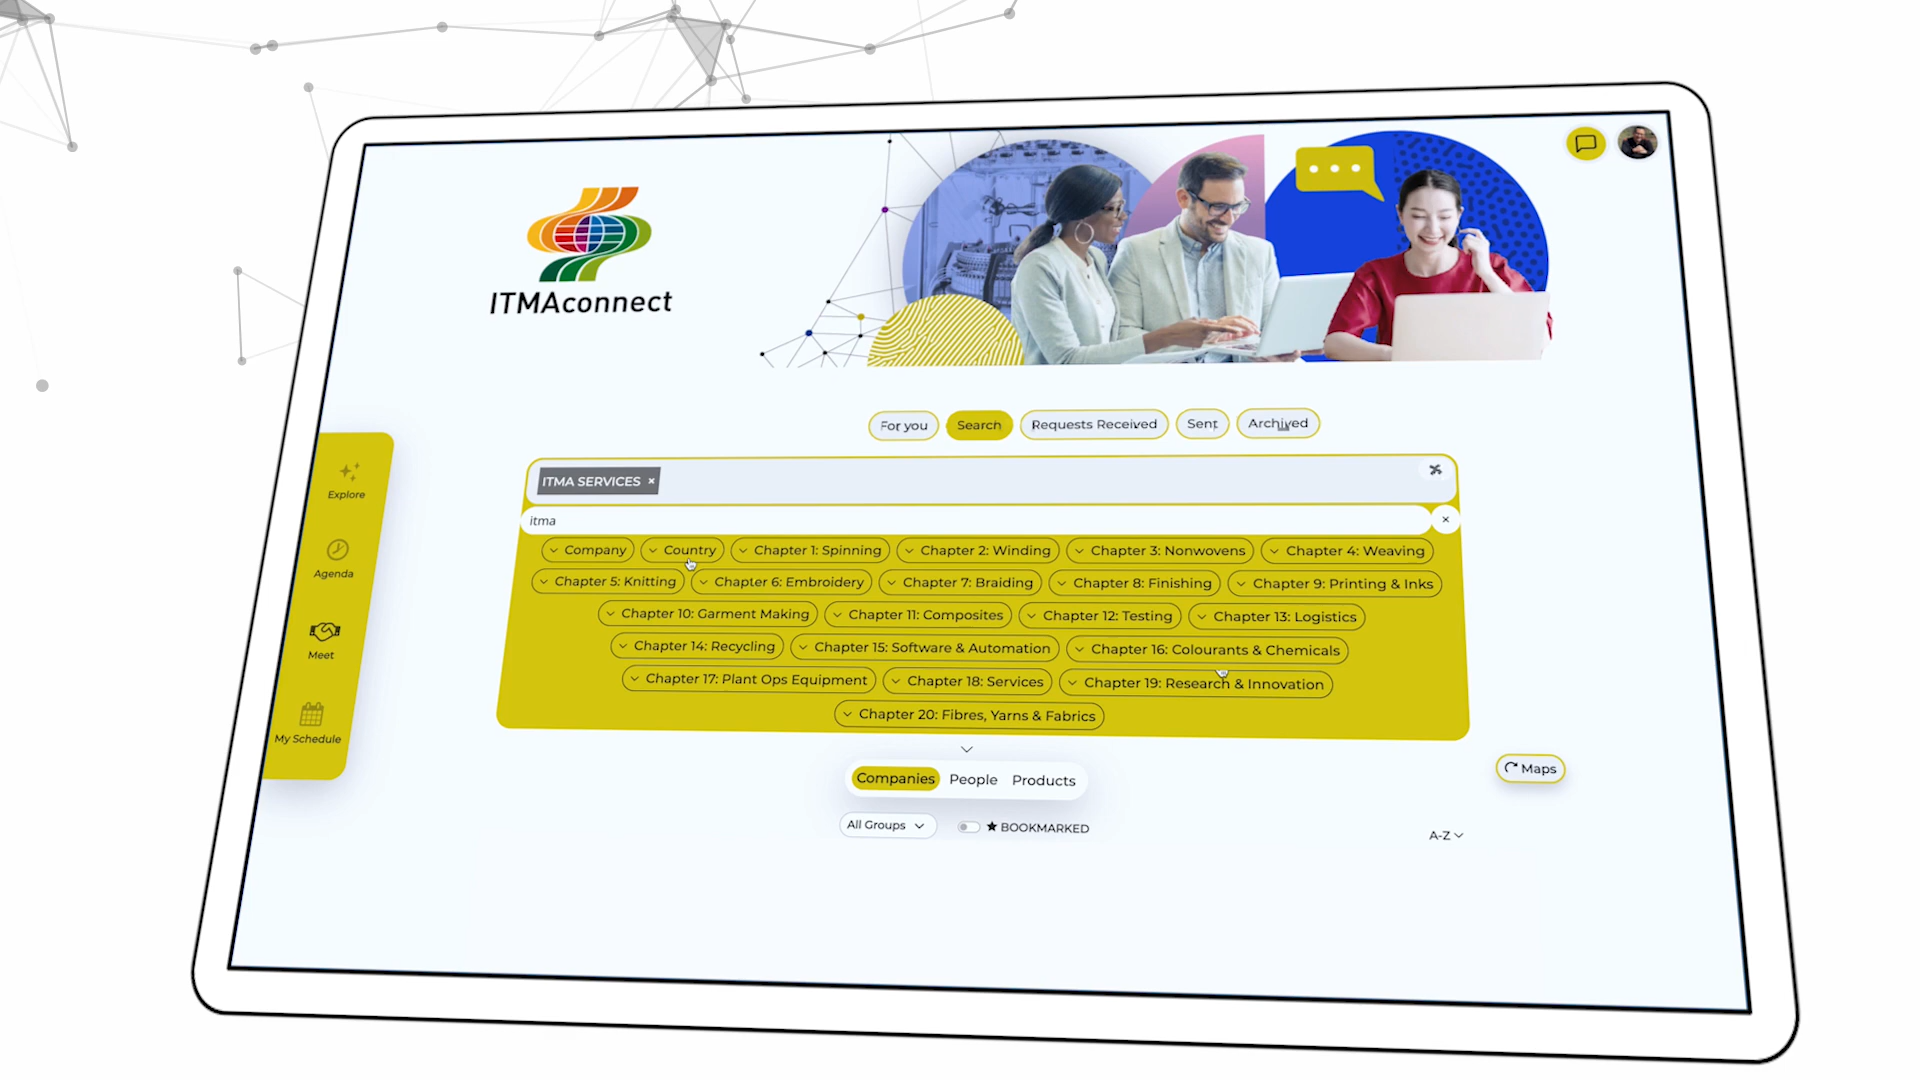 ITMAconnect
For you Search Requests Received Sent Archived
ITMA SERVICES ×
itma ×
Company Country Chapter 1: Spinning Chapter 2: Winding Chapter 3: Nonwovens Chapter 4: Weaving
Chapter 5: Knitting Chapter 6: Embroidery Chapter 7: Braiding Chapter 8: Finishing Chapter 9: Printing & Inks
Chapter 10: Garment Making Chapter 11: Composites Chapter 12: Testing Chapter 13: Logistics
Chapter 14: Recycling Chapter 15: Software & Automation Chapter 16: Colourants & Chemicals
Chapter 17: Plant Ops Equipment Chapter 18: Services Chapter 19: Research & Innovation
Chapter 20: Fibres, Yarns & Fabrics
Explore
Agenda
Meet
My Schedule
Companies People Products
Maps
All Groups ★ BOOKMARKED
A-Z